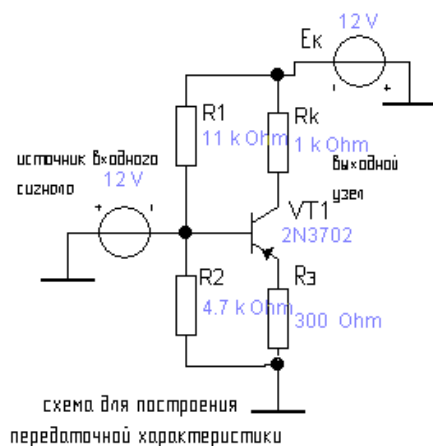 Ек
12 V
R1
11 k Ohm
Rk
1 k Ohm
источник входного
сигнала
12 V
выходной
узел
VT1
2N3702
R2
4.7 k Ohm
Rэ
300 Ohm
схема для построения
передаточной характеристики